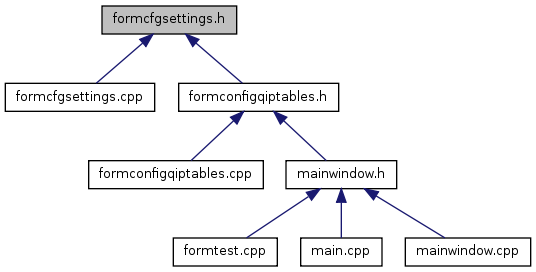 formcfgsettings.h
formcfgsettings.cpp
formconfigqiptables.h
formconfigqiptables.cpp
mainwindow.h
formtest.cpp
main.cpp
mainwindow.cpp